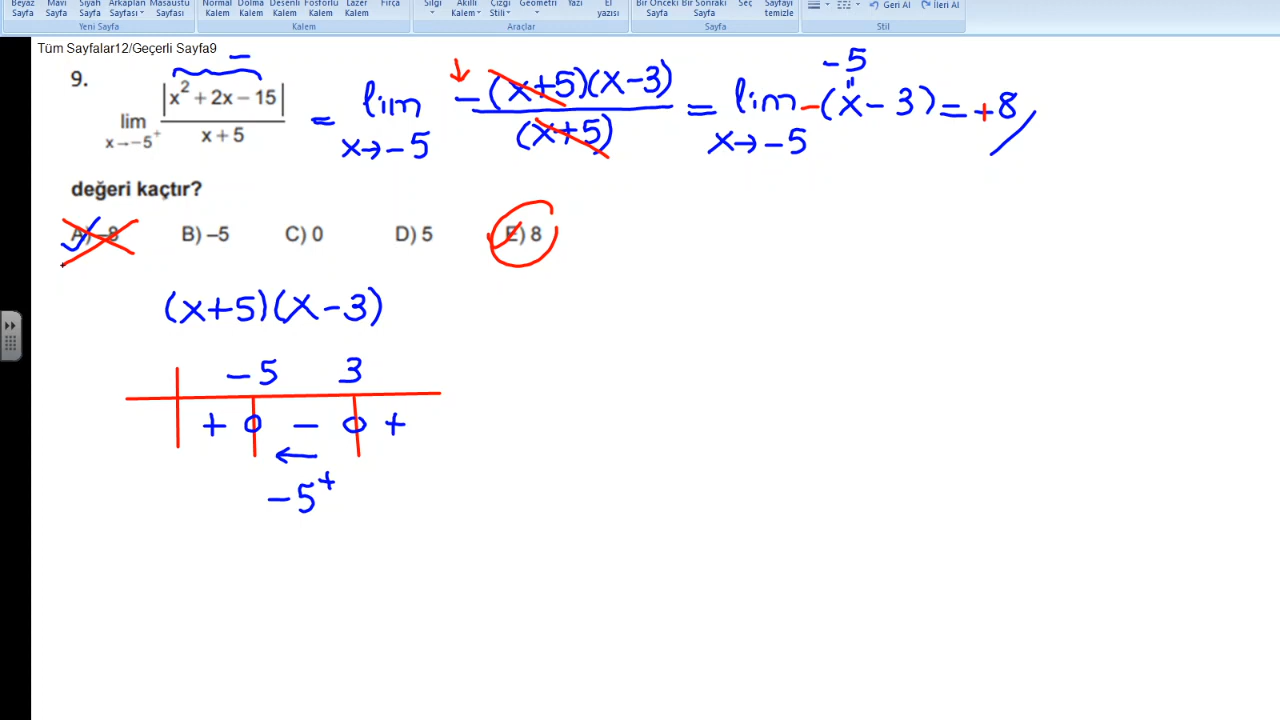 Beyaz Sayfa Mavi Sayfa Siyah Sayfa Arkaplan Sayfası Masaüstü Sayfası Normal Kalem Dolma Kalem Desenli Kalem Fosforlu Kalem Lazer Kalem Fırça Silgi Akıllı Kalem Çizgi Stili Geometri Yazı El yazısı Bir Önceki Sayfa Bir Sonraki Sayfa Seç Sayfayı temizle Geri Al İleri Al
Yeni Sayfa Kalem Araçlar Sayfa Stil
Tüm Sayfalar12/Geçerli Sayfa9
9. lim x→-5⁺ |x² + 2x – 15| / x + 5 = lim x→-5 -(x+5)(x-3) / (x+5) = lim x→-5 -(x-3) = +8
–
-5
"
değeri kaçtır?
A) –8 B) –5 C) 0 D) 5 E) 8
(x+5)(x-3)
-5 3
+ 0 - 0 +
←
-5⁺